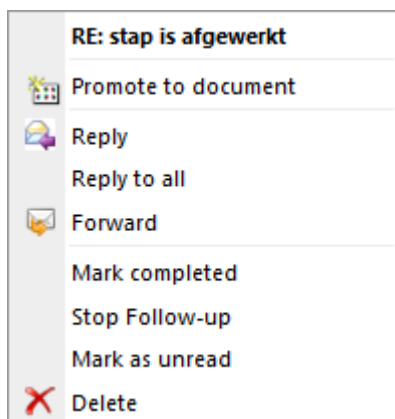 RE: stap is afgewerkt
Promote to document
Reply
Reply to all
Forward
Mark completed
Stop Follow-up
Mark as unread
Delete